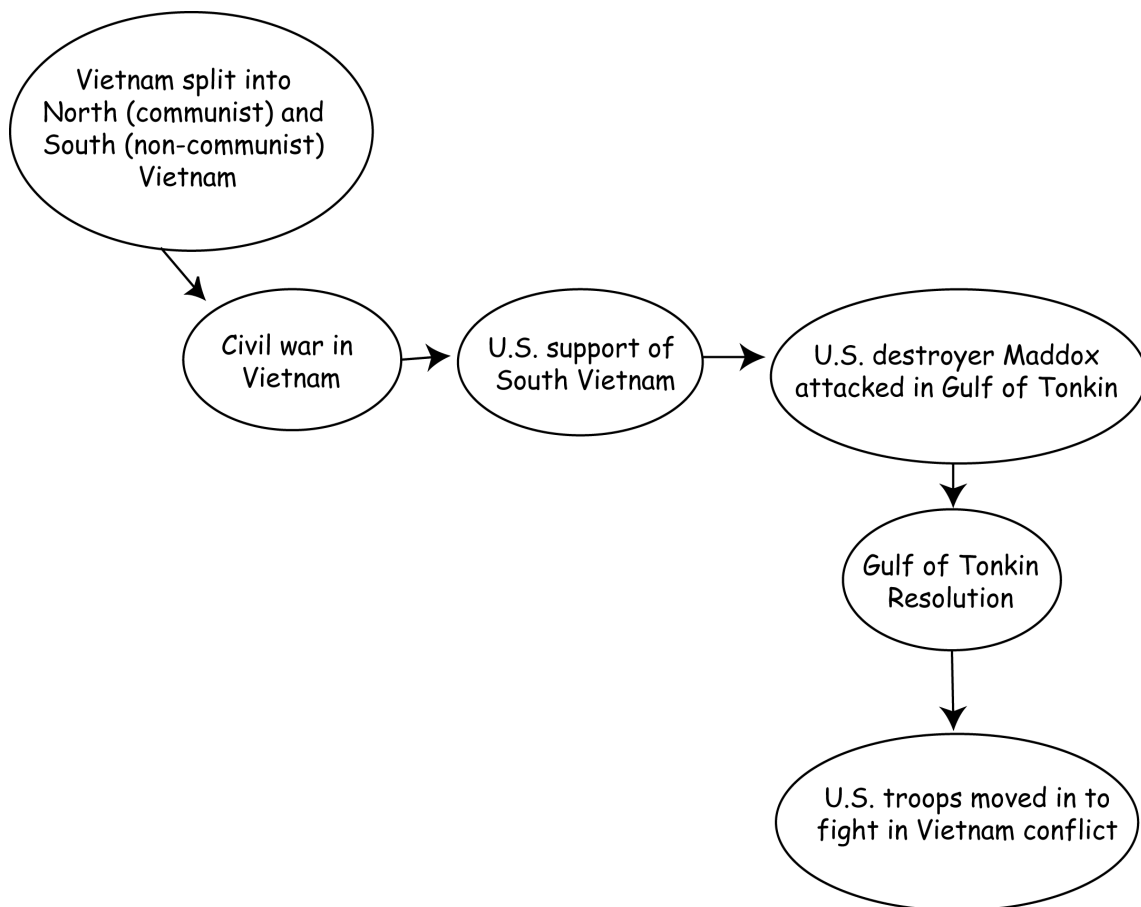 Vietnam split into
North (communist) and
South (non-communist)
Vietnam
Civil war in
Vietnam
U.S. support of
South Vietnam
U.S. destroyer Maddox
attacked in Gulf of Tonkin
Gulf of Tonkin
Resolution
U.S. troops moved in to
fight in Vietnam conflict